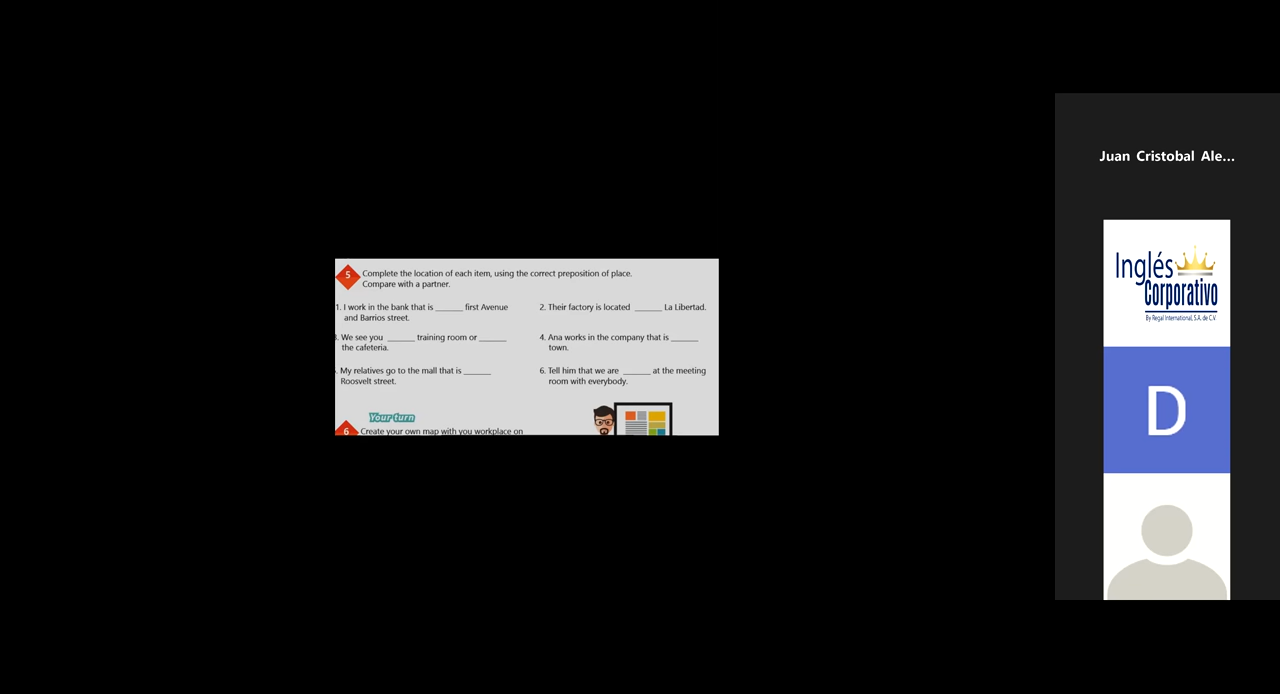 Juan Cristobal Ale...
5
Complete the location of each item, using the correct preposition of place.
Compare with a partner.
1. I work in the bank that is ______ first Avenue
and Barrios street.
2. Their factory is located ______ La Libertad.
. We see you ______ training room or ______
the cafeteria.
4. Ana works in the company that is ______
town.
. My relatives go to the mall that is ______
Roosvelt street.
6. Tell him that we are ______ at the meeting
room with everybody.
Your turn
6
Create your own map with you workplace on
Inglés
Corporativo
By Regal International, S.A. de C.V.
D